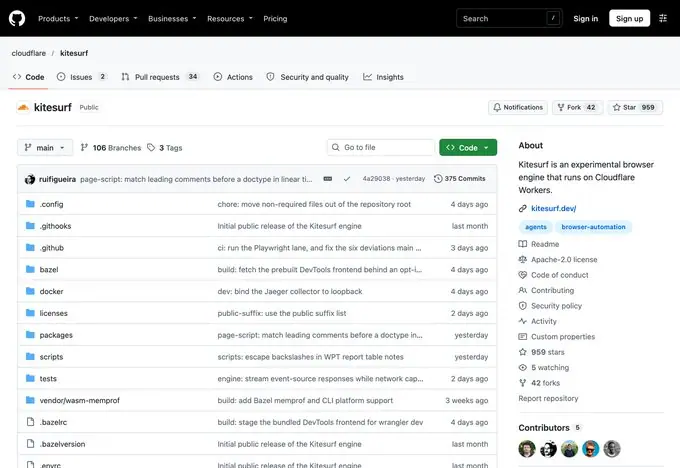 Products Developers Businesses Resources Pricing Search / Sign in Sign up
cloudflare / kitesurf
Code Issues 2 Pull requests 34 Actions Security and quality Insights
kitesurf Public Notifications Fork 42 Star 959
main 106 Branches 3 Tags Go to file Code
ruifigueira page-script: match leading comments before a doctype in linear ti... 4a29038 · yesterday 375 Commits
.config chore: move non-required files out of the repository root 4 days ago
.githooks Initial public release of the Kitesurf engine last month
.github ci: run the Playwright lane, and fix the six deviations main ... 3 days ago
bazel build: fetch the prebuilt DevTools frontend behind an opt-i... 4 days ago
docker dev: bind the Jaeger collector to loopback 4 days ago
licenses public-suffix: use the public suffix list 2 days ago
packages page-script: match leading comments before a doctype in... yesterday
scripts scripts: escape backslashes in WPT report table notes yesterday
tests engine: stream event-source responses while network cap... 2 days ago
vendor/wasm-memprof build: add Bazel memprof and CLI platform support 3 weeks ago
.bazelrc build: stage the bundled DevTools frontend for wrangler dev 4 days ago
.bazelversion Initial public release of the Kitesurf engine last month
.envrc Initial public release of the Kitesurf engine last month
About
Kitesurf is an experimental browser
engine that runs on Cloudflare
Workers.
kitesurf.dev/
agents browser-automation
Readme
Apache-2.0 license
Code of conduct
Contributing
Security policy
Activity
Custom properties
959 stars
5 watching
42 forks
Report repository
Contributors 5